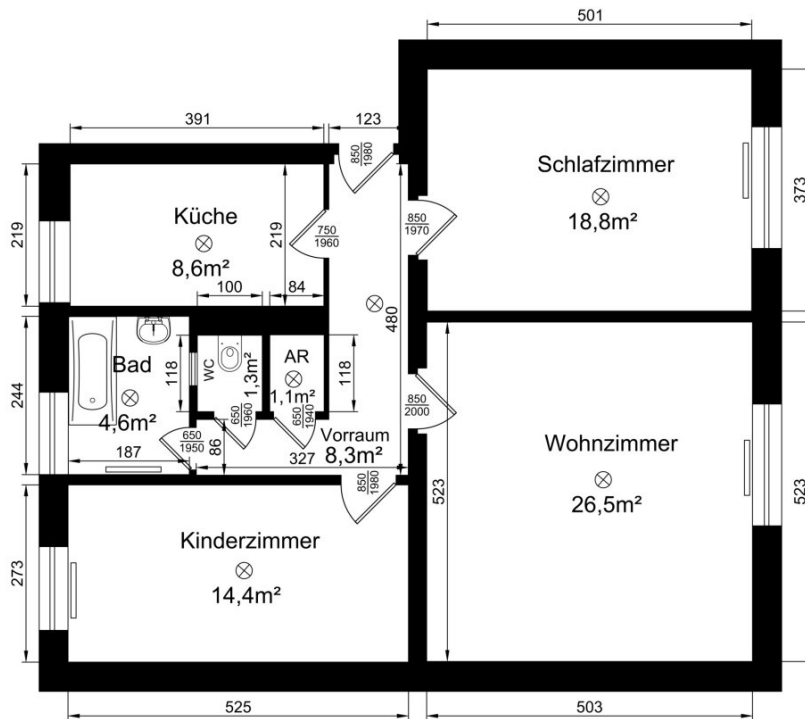 501
391
123
850
1980
Schlafzimmer
18,8m²
373
Küche
8,6m²
219
219
750
1960
850
1970
100
84
480
Bad
4,6m²
244
118
WC
1,3m²
AR
1,1m²
118
850
2000
650
1960
650
1940
650
1950
86
Vorraum
8,3m²
187
327
850
1980
Wohnzimmer
26,5m²
523
523
Kinderzimmer
14,4m²
273
525
503